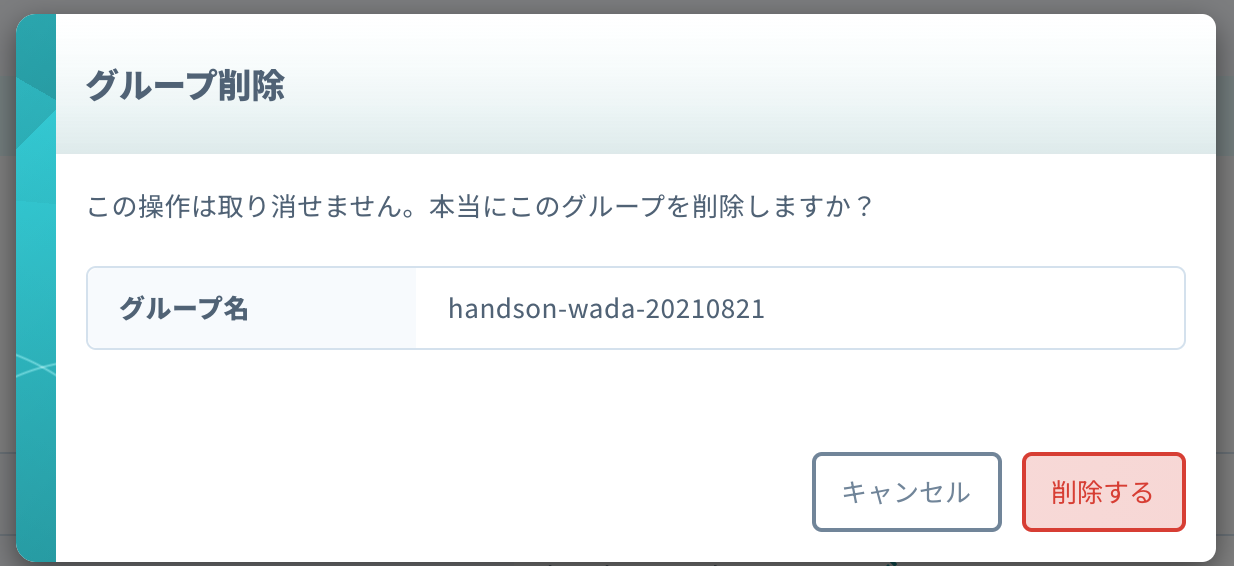 グループ削除
この操作は取り消せません。本当にこのグループを削除しますか？
グループ名 handson-wada-20210821
キャンセル 削除する